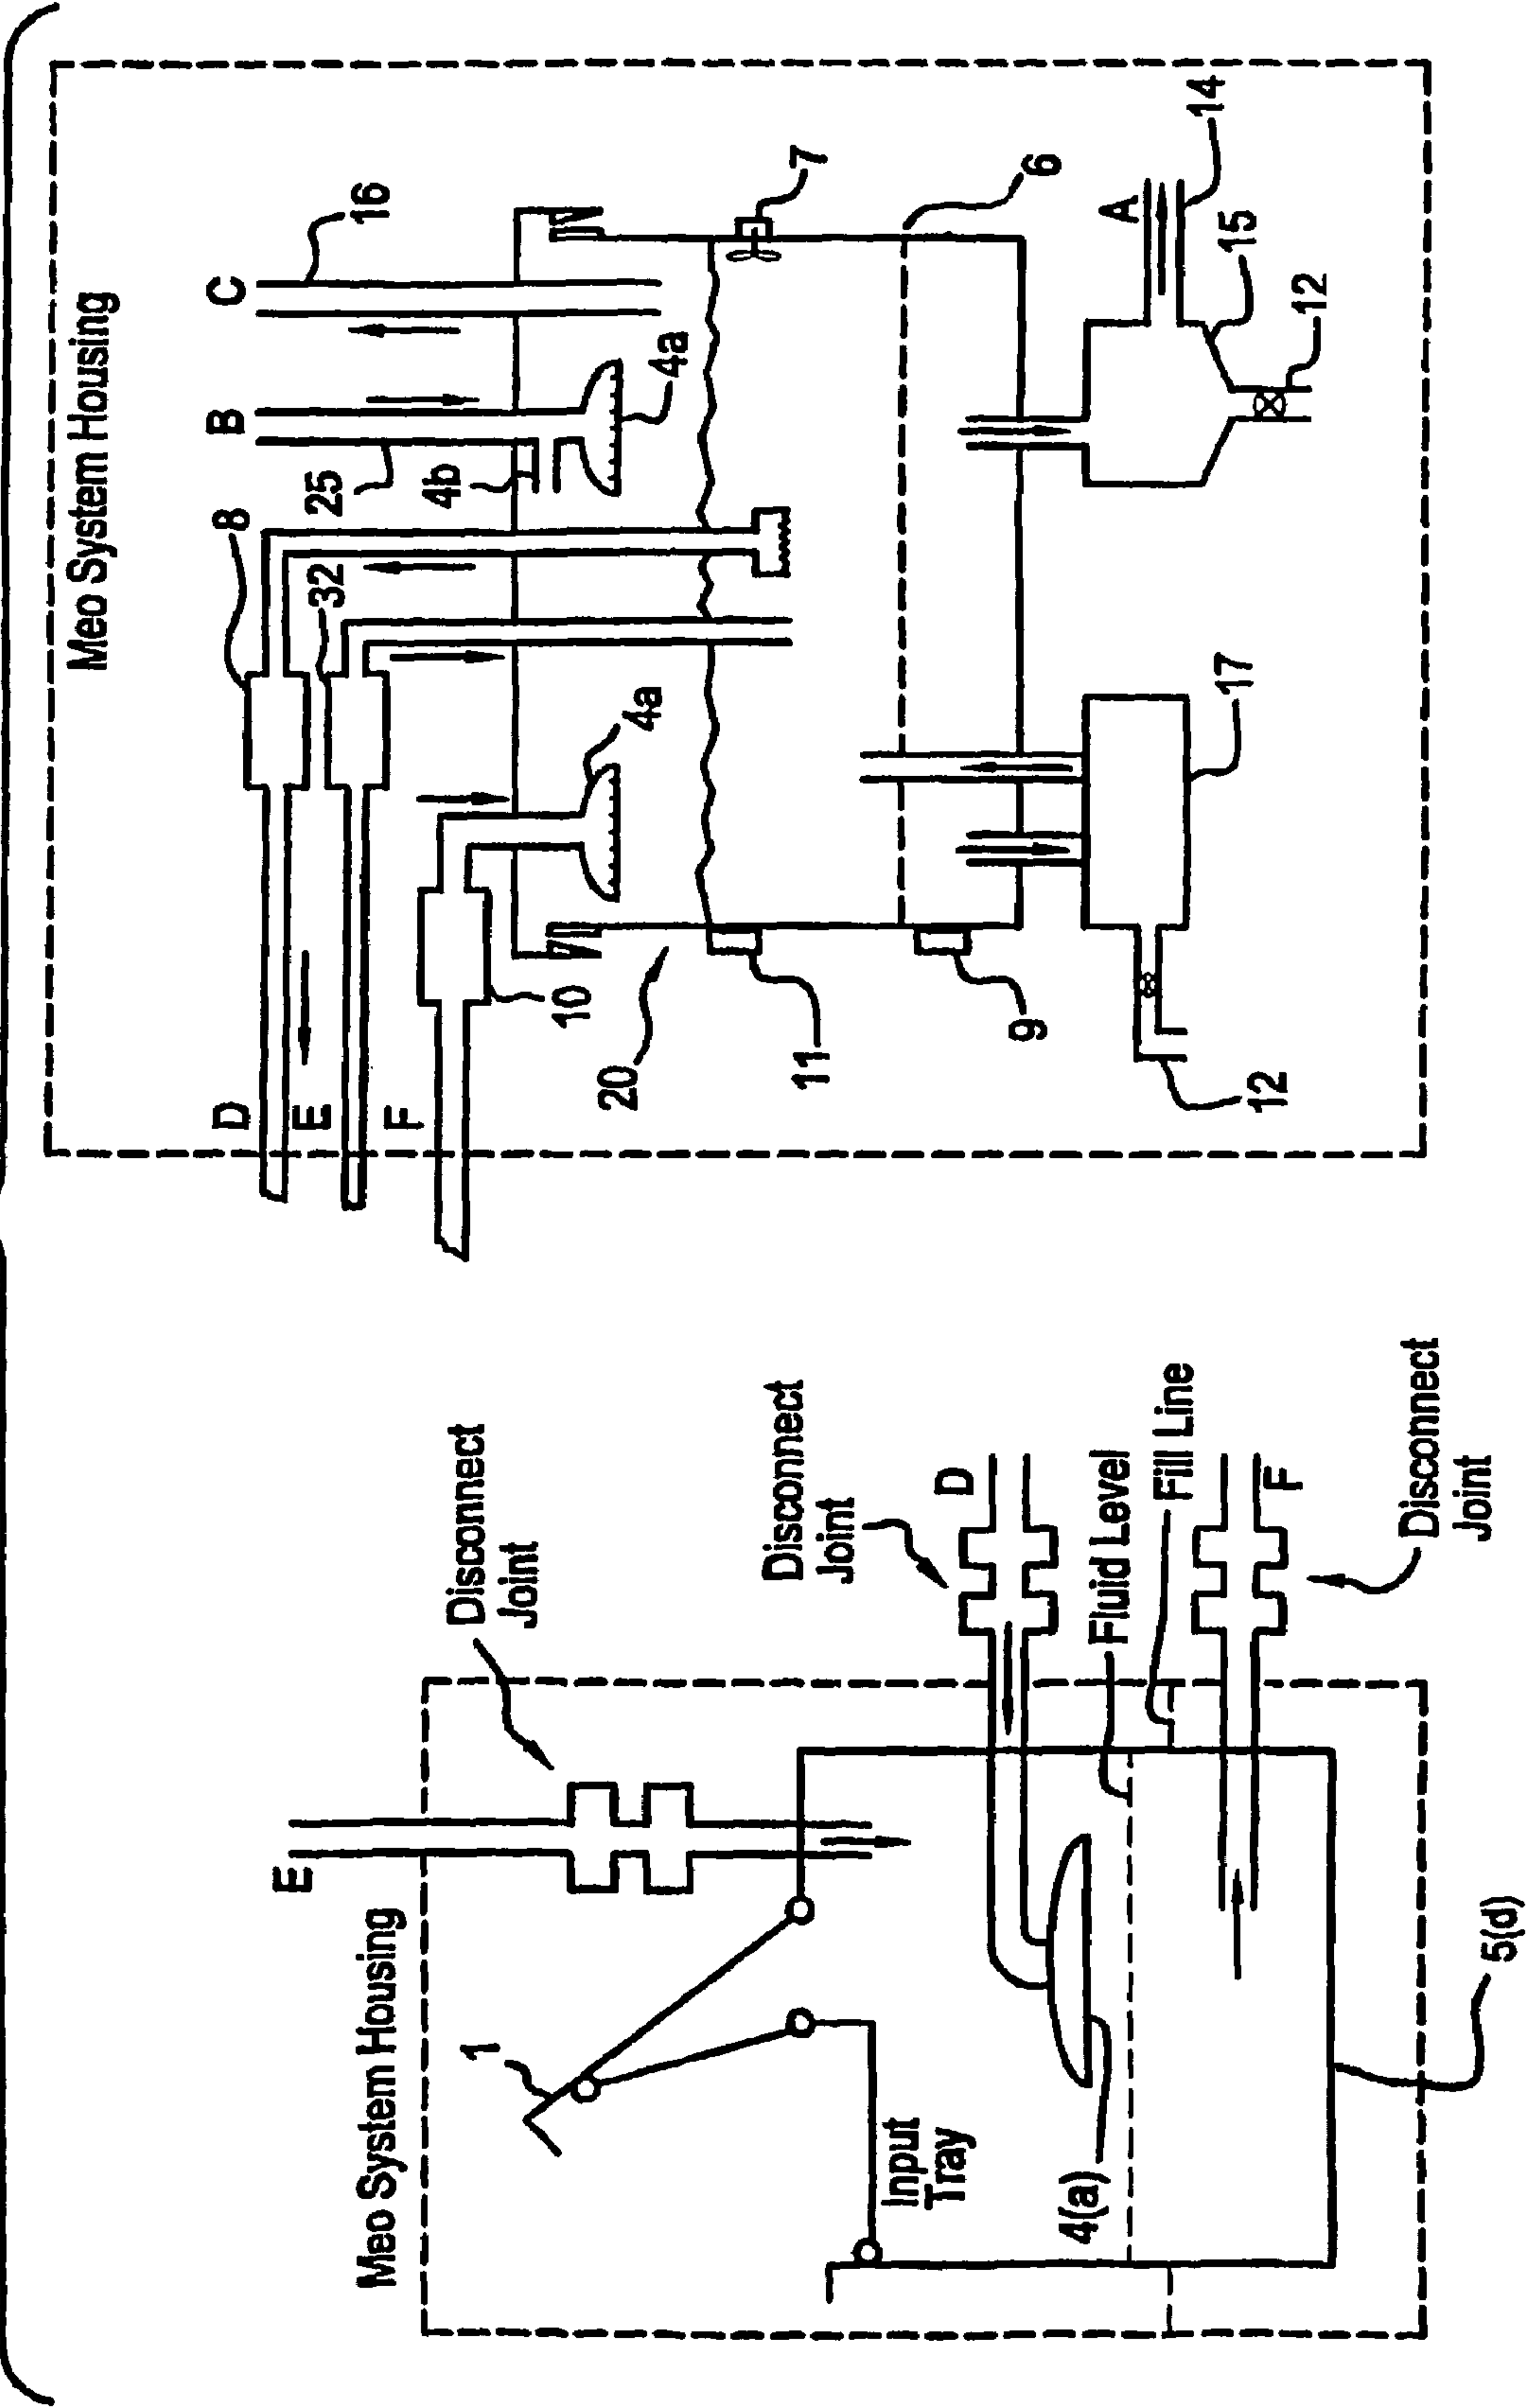 Meo System Housing
E
Disconnect
Joint
1
Input
Tray
Disconnect
Joint
D
4(a)
Fluid Level
Fill Line
F
Disconnect
Joint
5(d)
Meo System Housing
D
8
B
C
E
32
25
16
F
4b
10
4a
4a
20
7
11
9
6
A
14
12
17
15
12